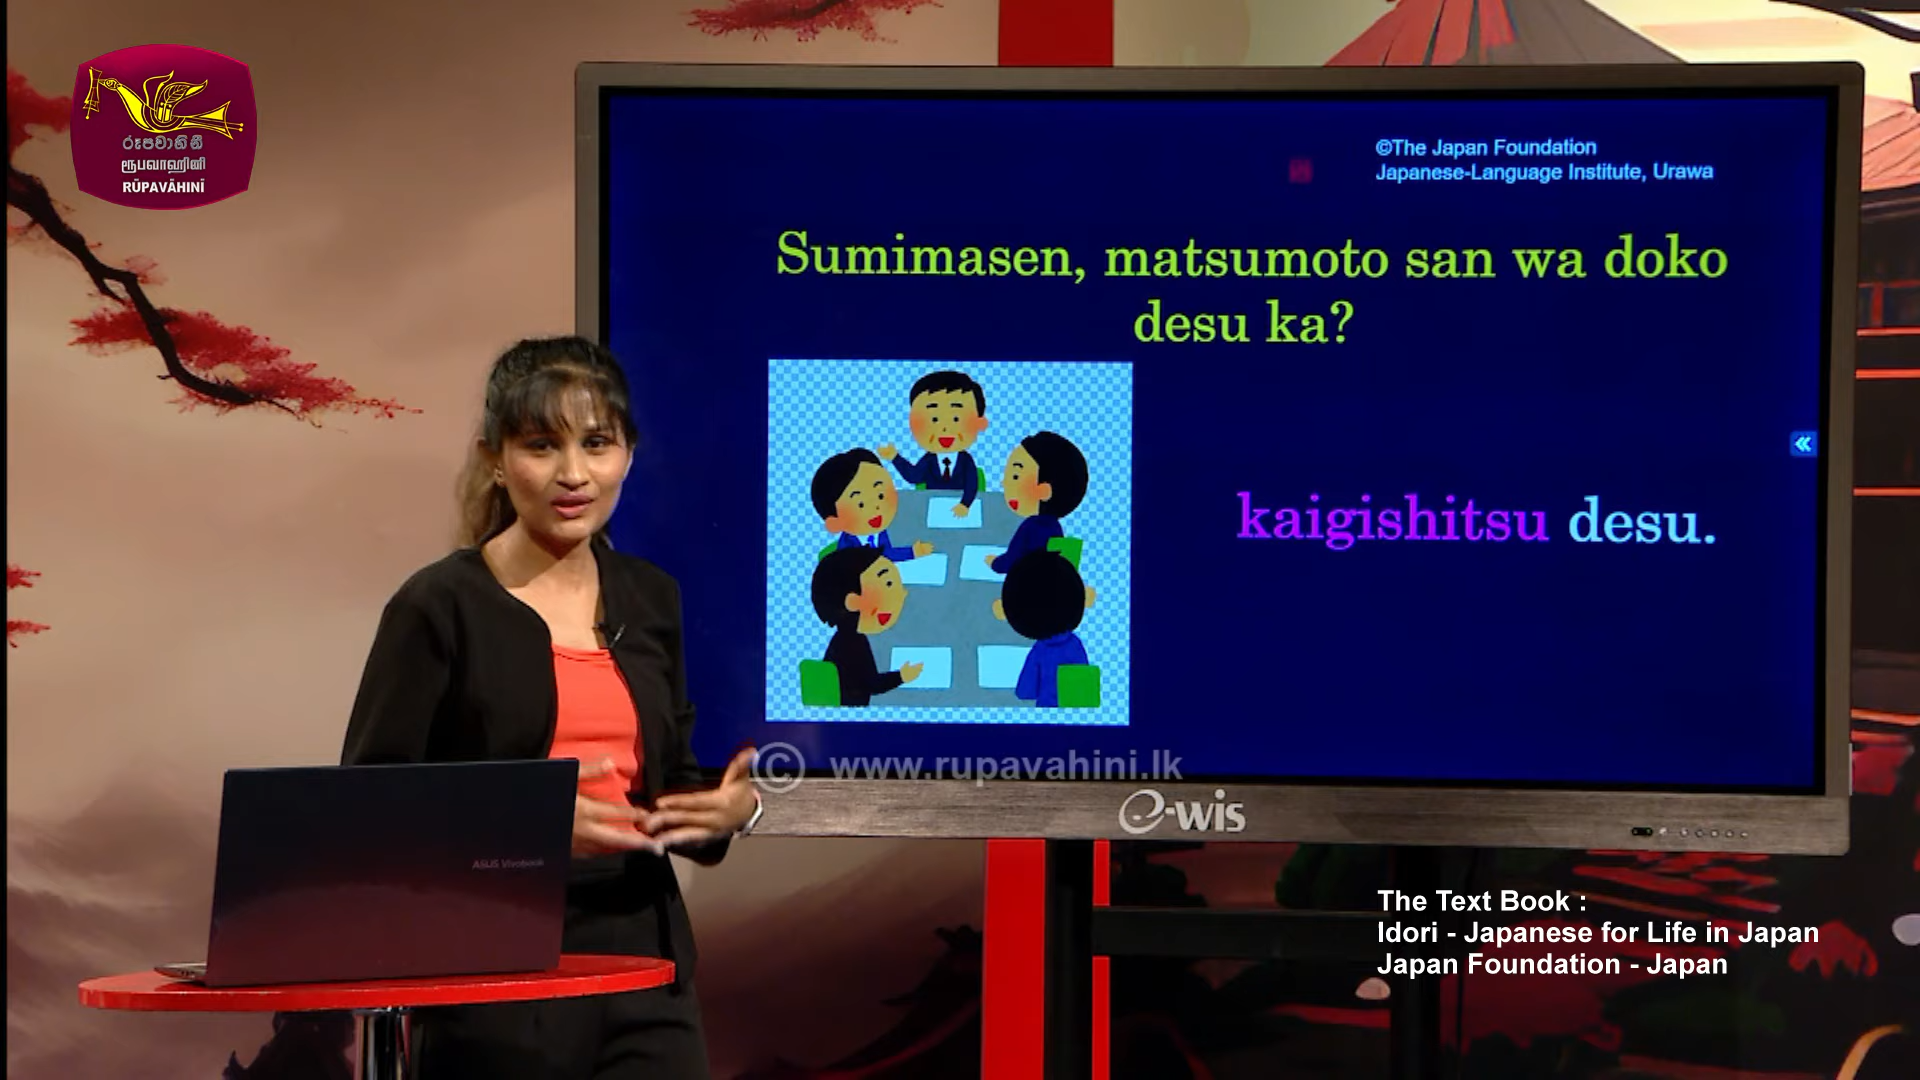 රූපවාහිනී
ரூபவாஹினி
RŪPAVĀHINĪ
©The Japan Foundation
Japanese-Language Institute, Urawa
Sumimasen, matsumoto san wa doko
desu ka?
kaigishitsu desu.
© www.rupavahini.lk
e-wis
ASUS Vivobook
The Text Book :
Idori - Japanese for Life in Japan
Japan Foundation - Japan